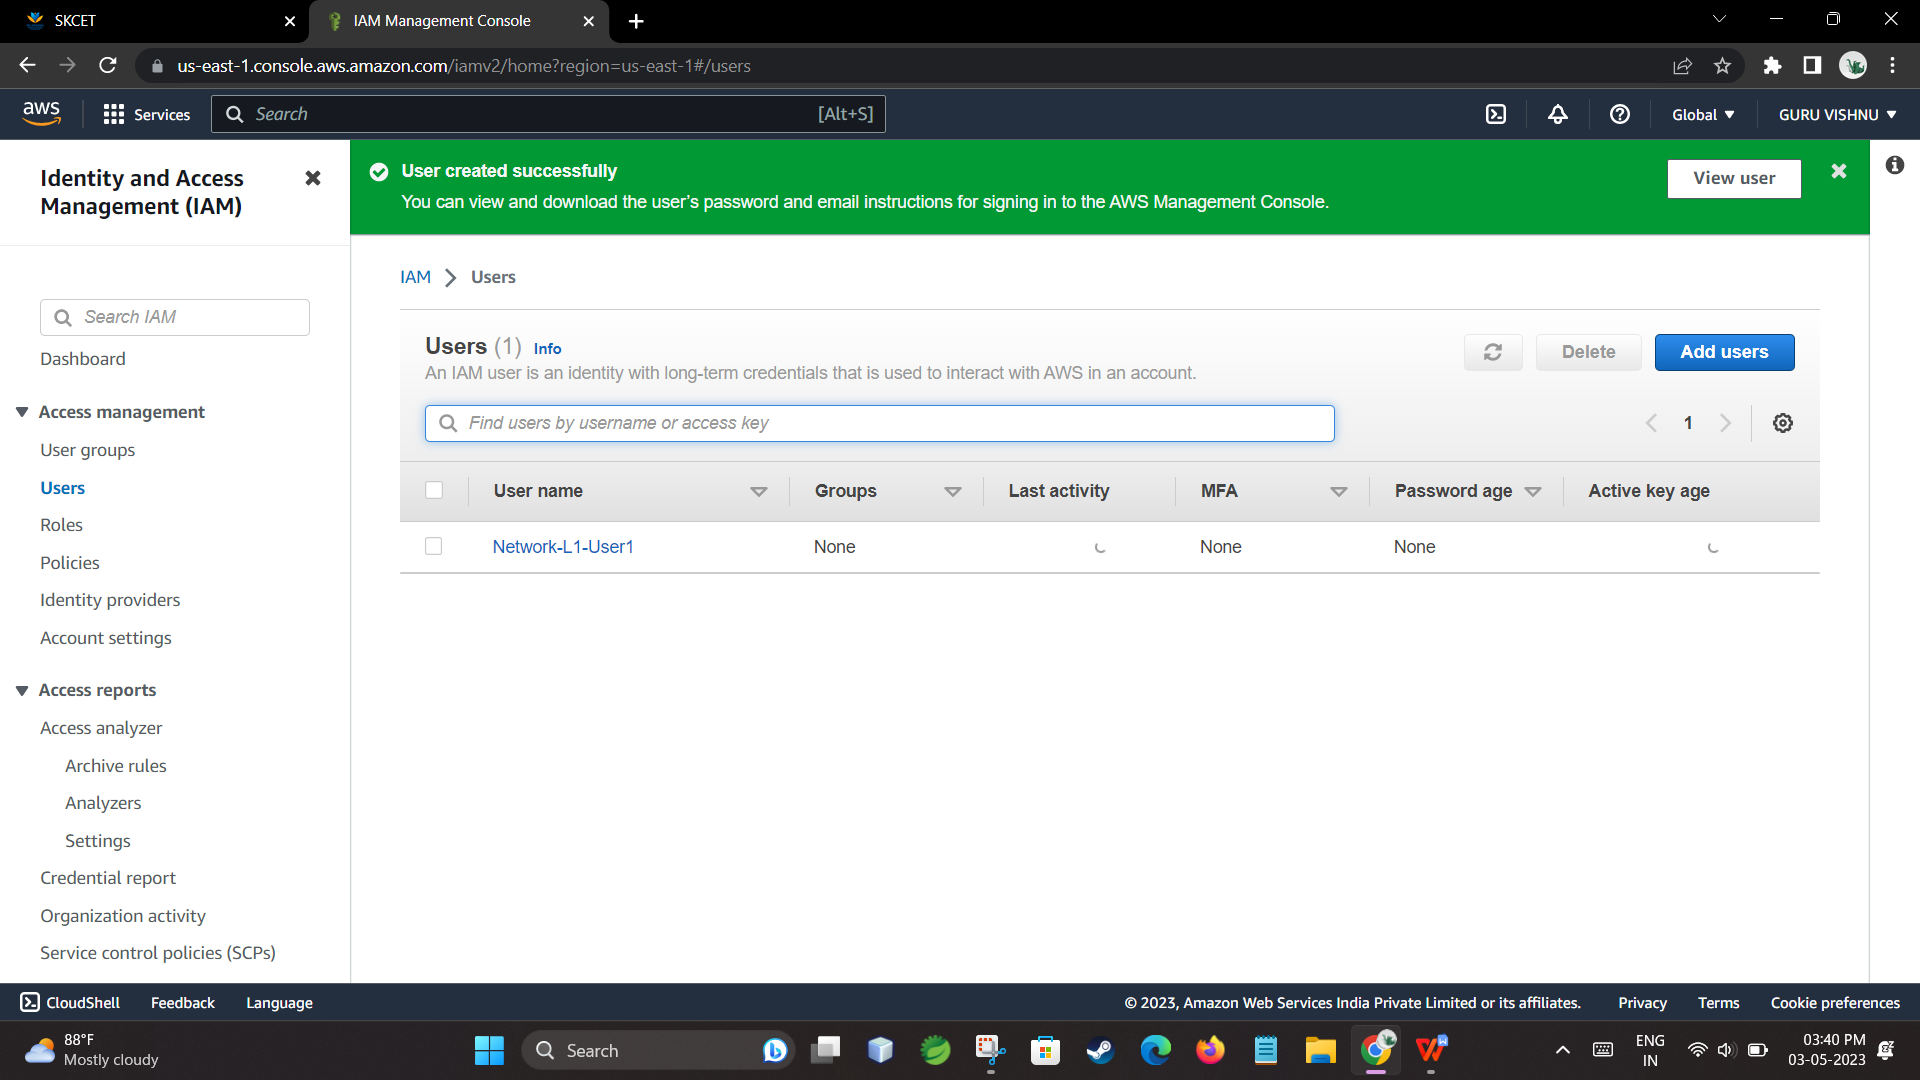 SKCET
IAM Management Console
us-east-1.console.aws.amazon.com/iamv2/home?region=us-east-1#/users
aws
Services
Search
[Alt+S]
Global
GURU VISHNU
Identity and Access
Management (IAM)
Search IAM
Dashboard
Access management
User groups
Users
Roles
Policies
Identity providers
Account settings
Access reports
Access analyzer
Archive rules
Analyzers
Settings
Credential report
Organization activity
Service control policies (SCPs)
User created successfully
You can view and download the user's password and email instructions for signing in to the AWS Management Console.
View user
IAM
Users
Users (1) Info
An IAM user is an identity with long-term credentials that is used to interact with AWS in an account.
Delete
Add users
Find users by username or access key
1
User name Groups Last activity MFA Password age Active key age
Network-L1-User1 None None None
CloudShell Feedback Language
© 2023, Amazon Web Services India Private Limited or its affiliates. Privacy Terms Cookie preferences
88°F
Mostly cloudy
Search
ENG
IN
03:40 PM
03-05-2023